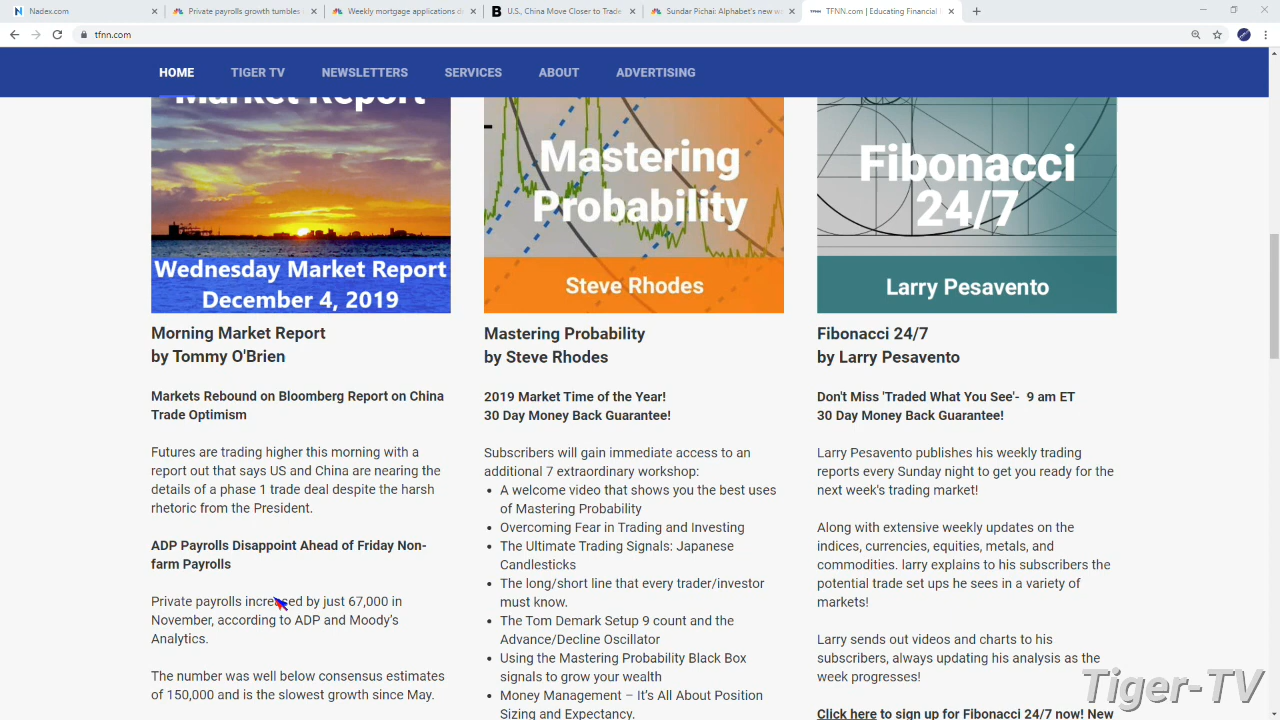 Nadex.com
Private payrolls growth tumbles
Weekly mortgage applications di
U.S., China Move Closer to Trade
Sundar Pichai: Alphabet's new w
TFNN.com | Educating Financial
tfnn.com
HOME
TIGER TV
NEWSLETTERS
SERVICES
ABOUT
ADVERTISING
Market Report
Wednesday Market Report
December 4, 2019
Morning Market Report
by Tommy O'Brien
Markets Rebound on Bloomberg Report on China
Trade Optimism
Futures are trading higher this morning with a
report out that says US and China are nearing the
details of a phase 1 trade deal despite the harsh
rhetoric from the President.
ADP Payrolls Disappoint Ahead of Friday Non-
farm Payrolls
Private payrolls increased by just 67,000 in
November, according to ADP and Moody's
Analytics.
The number was well below consensus estimates
of 150,000 and is the slowest growth since May.
Mastering
Probability
Steve Rhodes
Mastering Probability
by Steve Rhodes
2019 Market Time of the Year!
30 Day Money Back Guarantee!
Subscribers will gain immediate access to an
additional 7 extraordinary workshop:
• A welcome video that shows you the best uses
of Mastering Probability
• Overcoming Fear in Trading and Investing
• The Ultimate Trading Signals: Japanese
Candlesticks
• The long/short line that every trader/investor
must know.
• The Tom Demark Setup 9 count and the
Advance/Decline Oscillator
• Using the Mastering Probability Black Box
signals to grow your wealth
• Money Management – It's All About Position
Sizing and Expectancy.
Fibonacci
24/7
Larry Pesavento
Fibonacci 24/7
by Larry Pesavento
Don't Miss 'Traded What You See'- 9 am ET
30 Day Money Back Guarantee!
Larry Pesavento publishes his weekly trading
reports every Sunday night to get you ready for the
next week's trading market!
Along with extensive weekly updates on the
indices, currencies, equities, metals, and
commodities. larry explains to his subscribers the
potential trade set ups he sees in a variety of
markets!
Larry sends out videos and charts to his
subscribers, always updating his analysis as the
week progresses!
Click here to sign up for Fibonacci 24/7 now! New
Tiger-TV